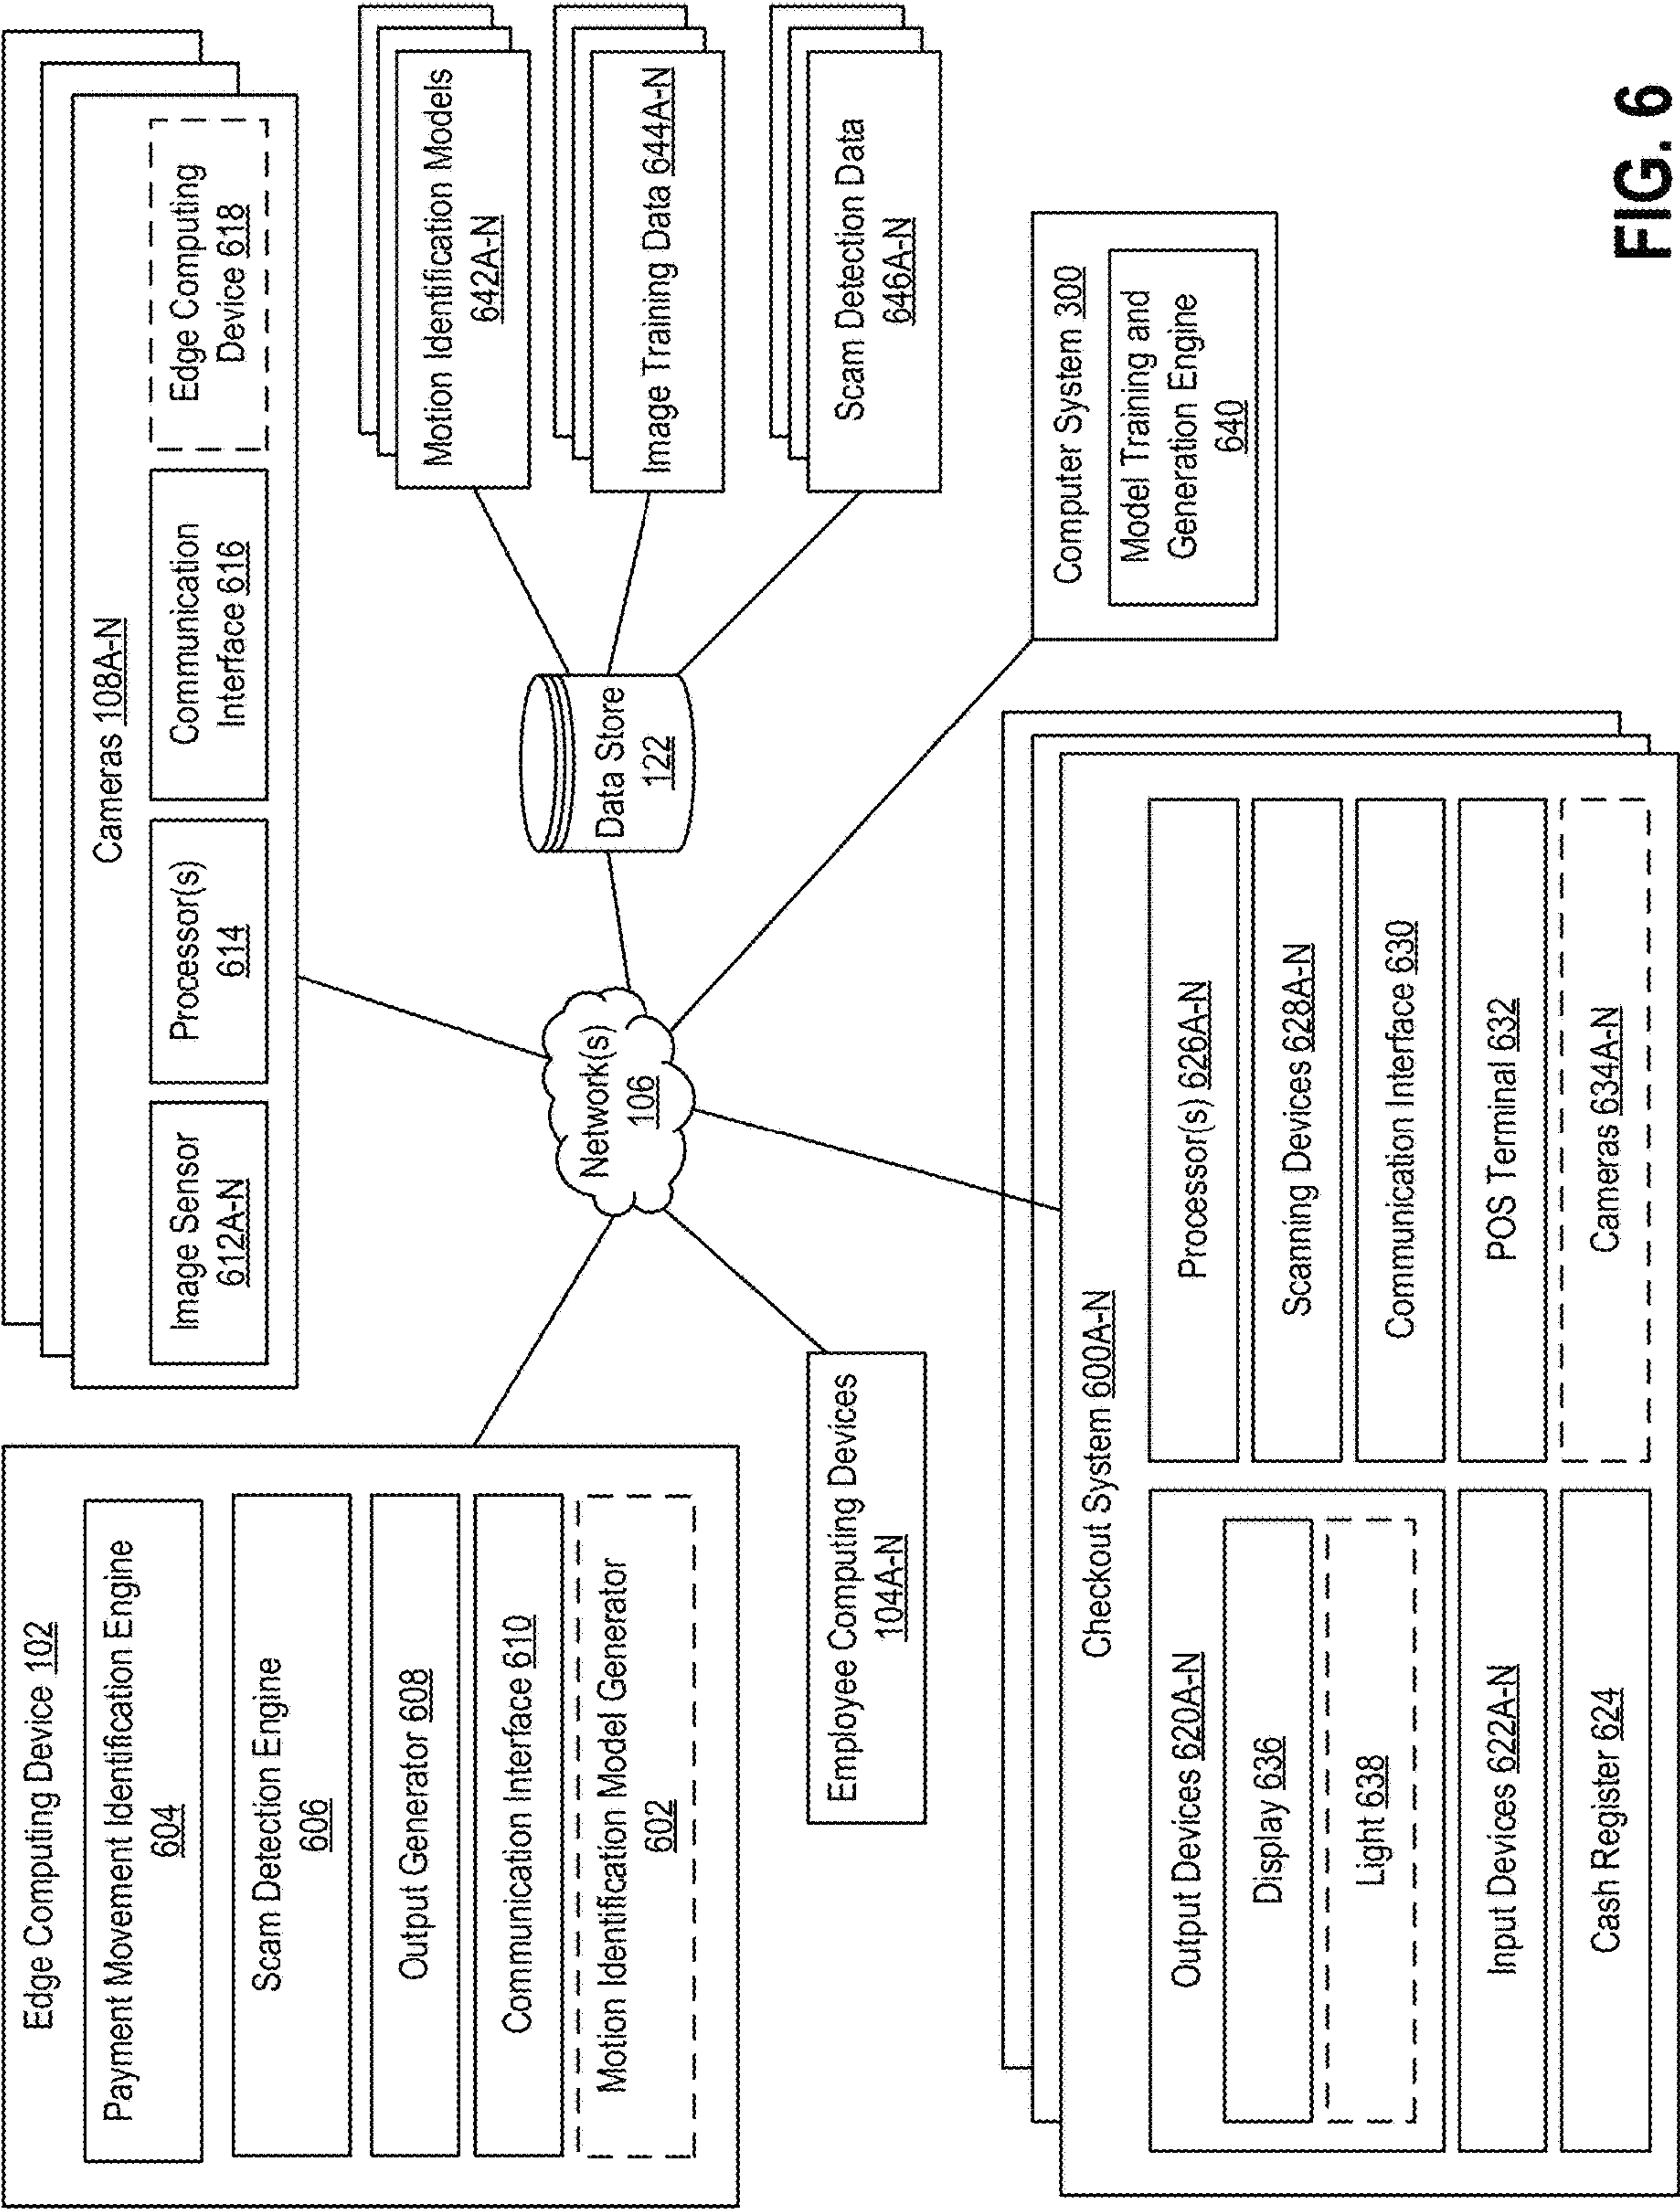 Edge Computing Device 102
Payment Movement Identification Engine
604
Scam Detection Engine
606
Output Generator 608
Communication Interface 610
Motion Identification Model Generator
602
Cameras 108A-N
Image Sensor
612A-N
Processor(s)
614
Communication
Interface 616
Edge Computing
Device 618
Network(s)
106
Data Store
122
Motion Identification Models
642A-N
Image Training Data 644A-N
Scam Detection Data
646A-N
Employee Computing Devices
104A-N
Computer System 300
Model Training and
Generation Engine
640
Checkout System 600A-N
Output Devices 620A-N
Display 636
Light 638
Input Devices 622A-N
Cash Register 624
Processor(s) 626A-N
Scanning Devices 628A-N
Communication Interface 630
POS Terminal 632
Cameras 634A-N
FIG. 6